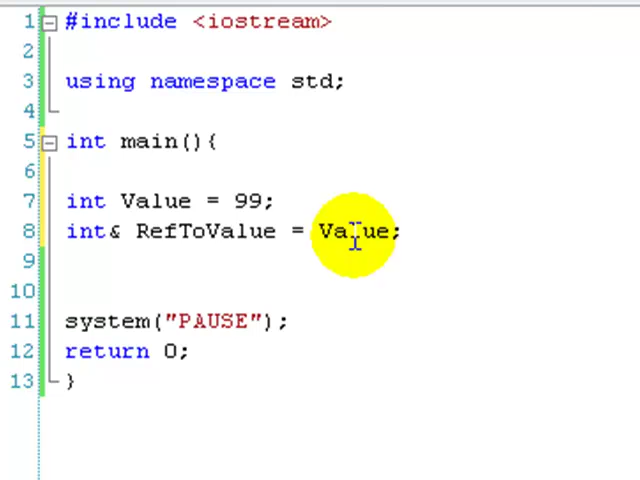 1 #include <iostream>
2
3 using namespace std;
4
5 int main(){
6
7 int Value = 99;
8 int& RefToValue = Value;
9
10
11 system("PAUSE");
12 return 0;
13 }